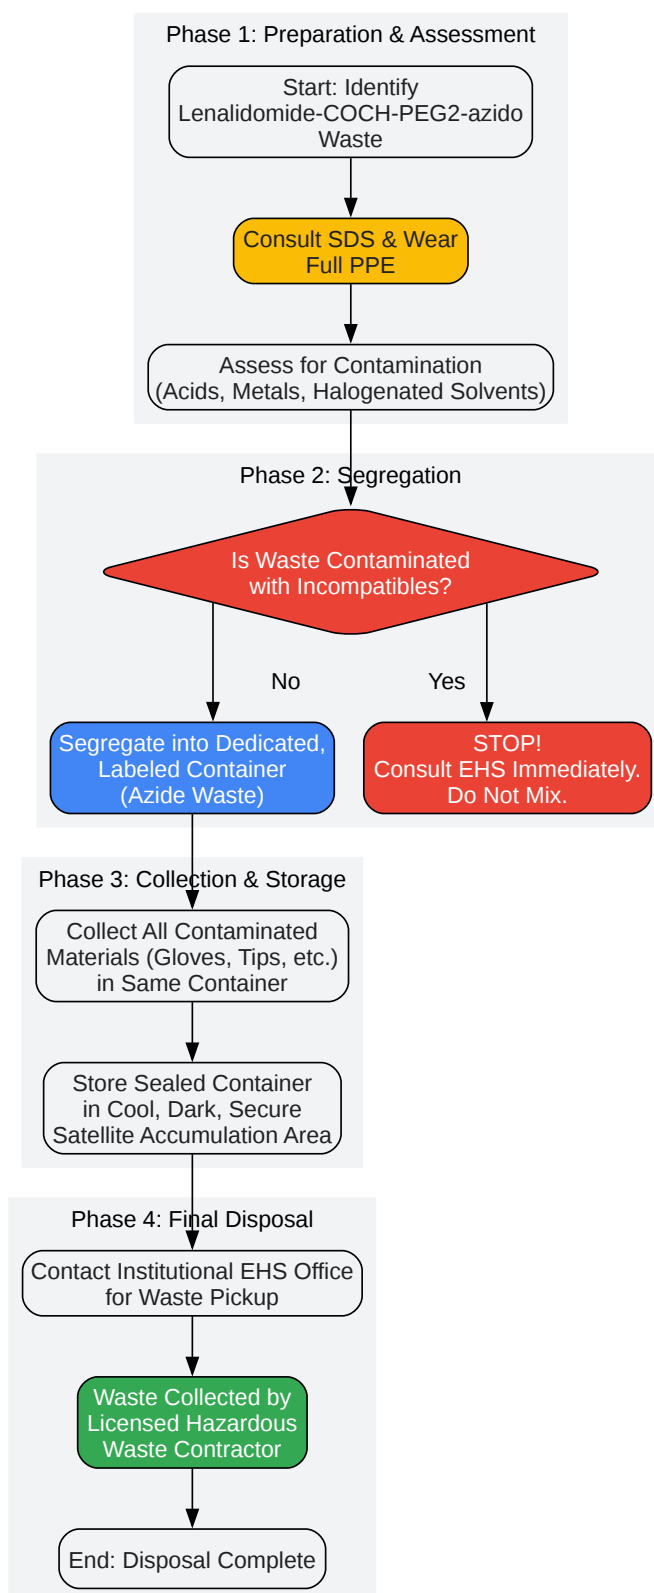 Phase 1: Preparation & Assessment
Start: Identify
Lenalidomide-COCH-PEG2-azido
Waste
Consult SDS & Wear
Full PPE
Assess for Contamination
(Acids, Metals, Halogenated Solvents)
Phase 2: Segregation
Is Waste Contaminated
with Incompatibles?
No
Yes
Segregate into Dedicated,
Labeled Container
(Azide Waste)
STOP!
Consult EHS Immediately.
Do Not Mix.
Phase 3: Collection & Storage
Collect All Contaminated
Materials (Gloves, Tips, etc.)
in Same Container
Store Sealed Container
in Cool, Dark, Secure
Satellite Accumulation Area
Phase 4: Final Disposal
Contact Institutional EHS Office
for Waste Pickup
Waste Collected by
Licensed Hazardous
Waste Contractor
End: Disposal Complete